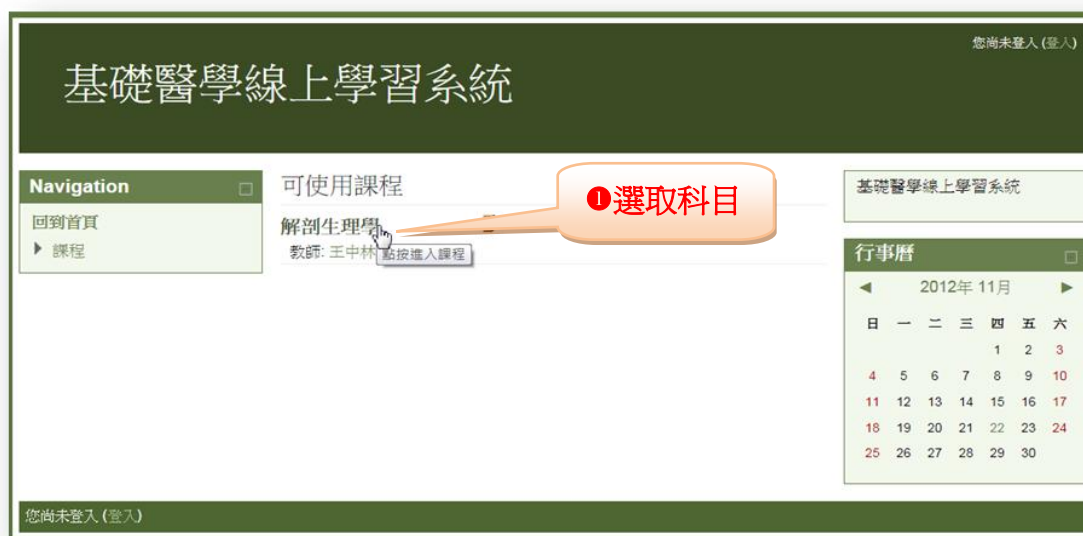 您尚未登入 (登入)
基礎醫學線上學習系統
Navigation
回到首頁
課程
可使用課程
解剖生理學
教師: 王中林
點按進入課程
❶選取科目
基礎醫學線上學習系統
行事曆
◄ 2012年 11月 ►
日 一 二 三 四 五 六
1 2 3
4 5 6 7 8 9 10
11 12 13 14 15 16 17
18 19 20 21 22 23 24
25 26 27 28 29 30
您尚未登入 (登入)